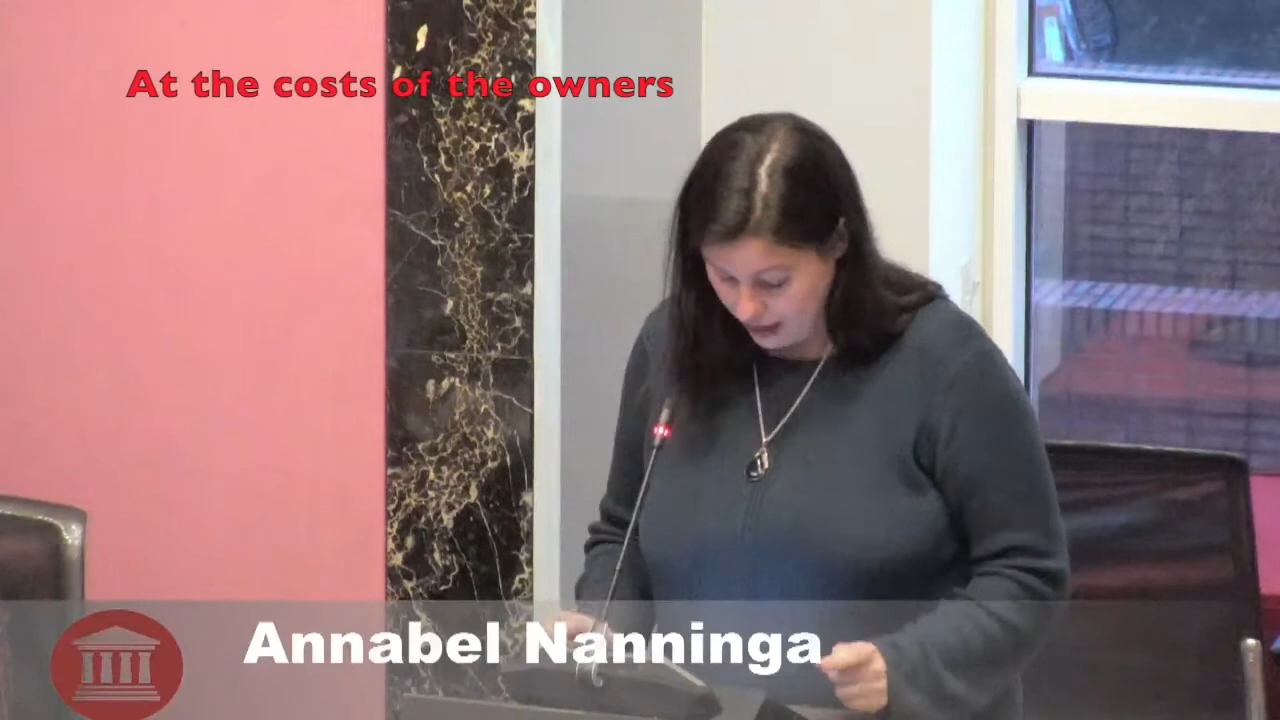 At the costs of the owners
Annabel Nanninga